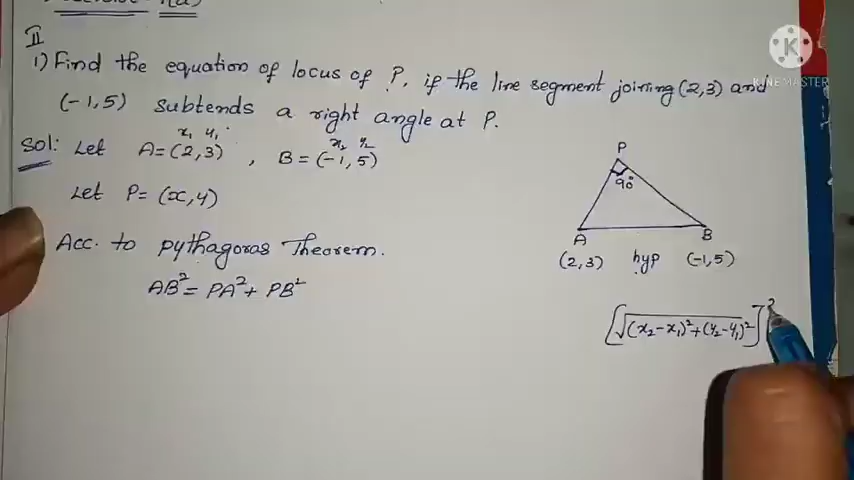 II
1) Find the equation of locus of P, if the line segment joining (2,3) and
(-1,5) subtends a right angle at P.
Sol: Let A = (2,3), B = (-1,5)
x₁ y₁ x₂ y₂
Let P = (x,y)
Acc. to pythagoras Theorem.
AB² = PA² + PB²
P
90°
A B
(2,3) hyp (-1,5)
[√(x₂-x₁)²+(y₂-y₁)²]²
K
KINEMASTER